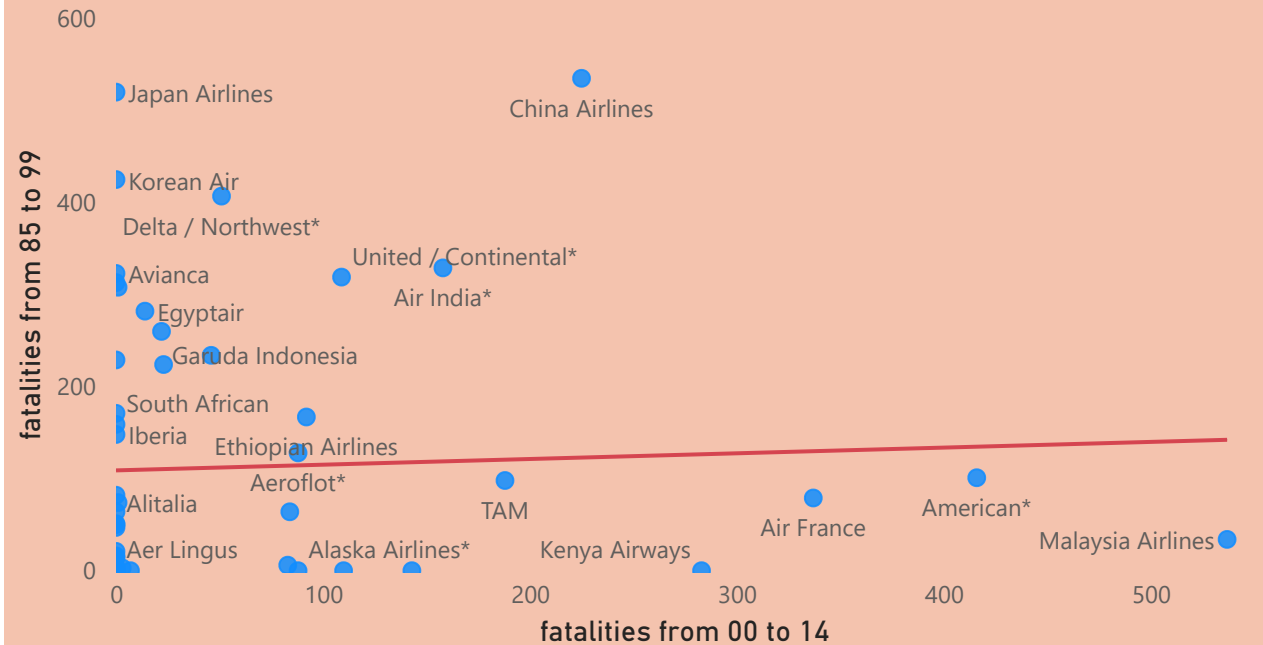 600
Japan Airlines
China Airlines
Korean Air
400
Delta / Northwest*
United / Continental*
Avianca
Air India*
Egyptair
Garuda Indonesia
200
South African
Iberia
Ethiopian Airlines
Aeroflot*
Alitalia
TAM
American*
Air France
Aer Lingus
Alaska Airlines*
Kenya Airways
Malaysia Airlines
0
0 100 200 300 400 500
fatalities from 00 to 14
fatalities from 85 to 99